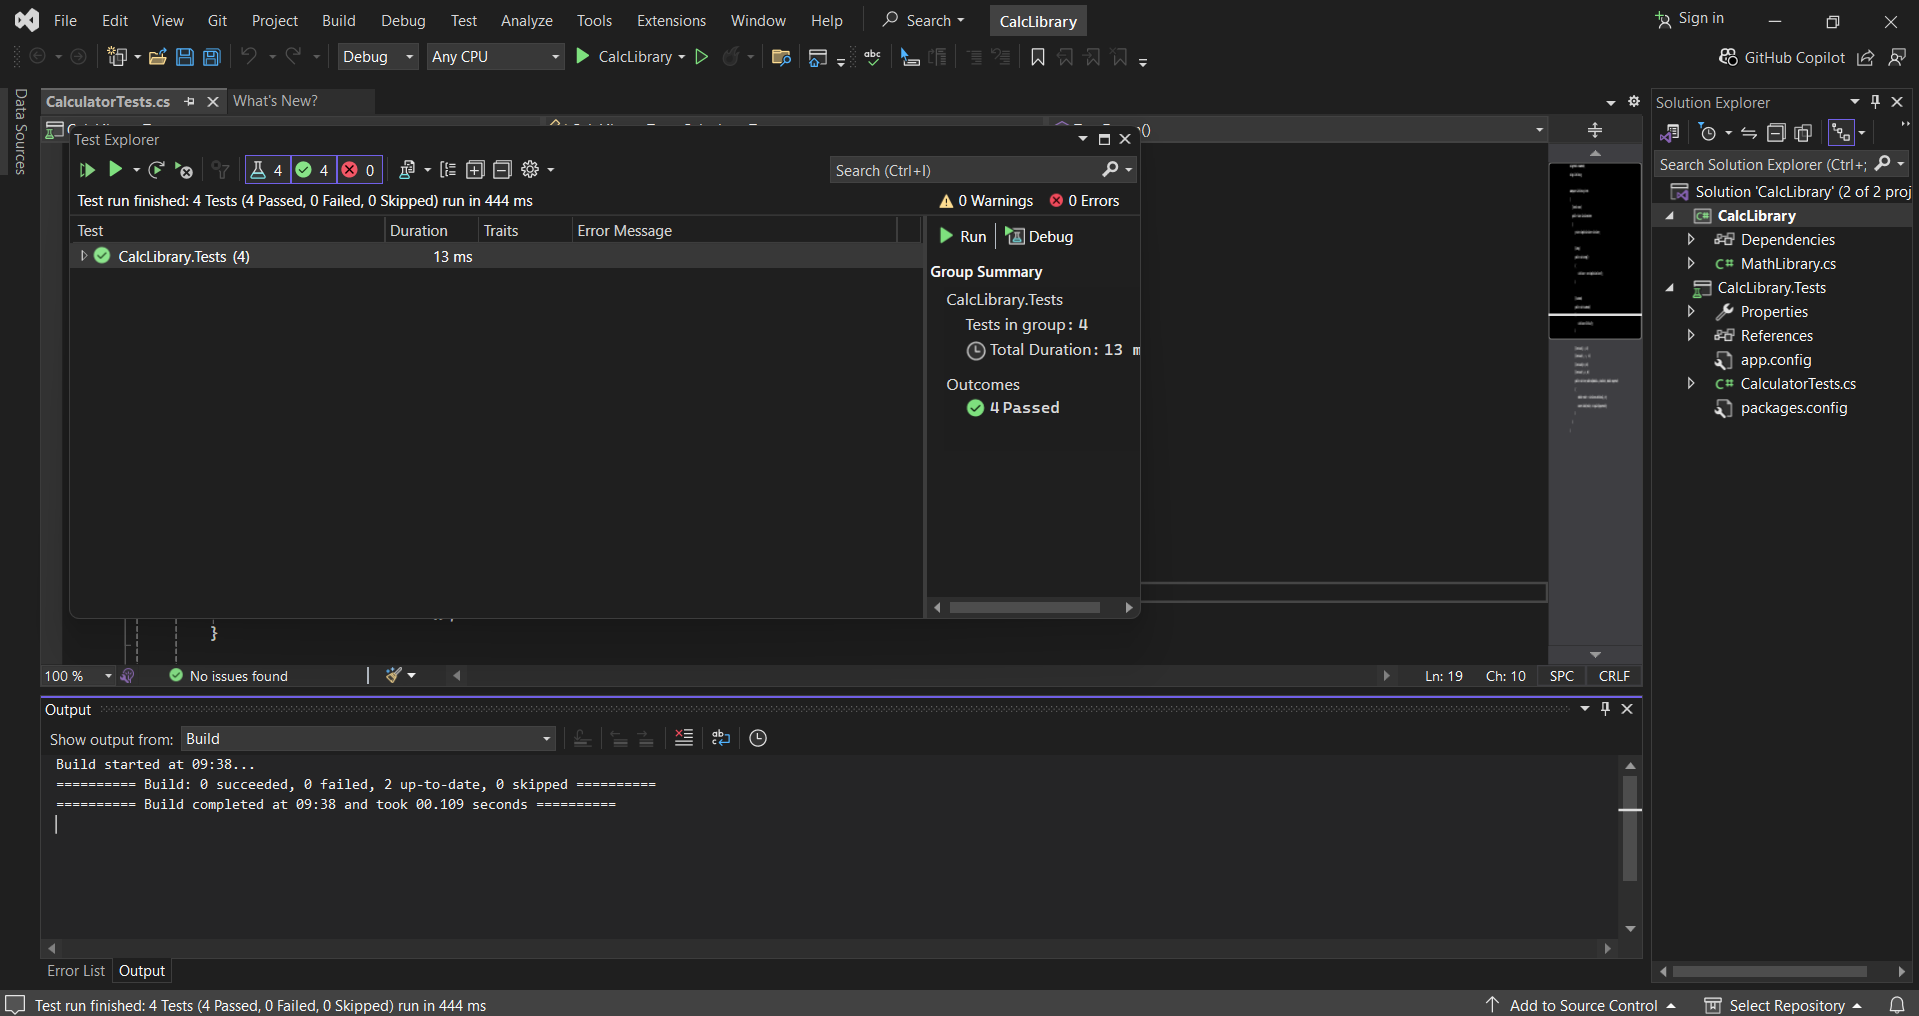 File Edit View Git Project Build Debug Test Analyze Tools Extensions Window Help Search CalcLibrary Sign in
Debug Any CPU CalcLibrary GitHub Copilot
Data Sources
CalculatorTests.cs What's New?
Test Explorer
4 4 0 Search (Ctrl+I)
Test run finished: 4 Tests (4 Passed, 0 Failed, 0 Skipped) run in 444 ms 0 Warnings 0 Errors
Test Duration Traits Error Message
CalcLibrary.Tests (4) 13 ms
Run Debug
Group Summary
CalcLibrary.Tests
Tests in group: 4
Total Duration: 13 m
Outcomes
4 Passed
}
100 % No issues found Ln: 19 Ch: 10 SPC CRLF
Output
Show output from: Build
Build started at 09:38...
========== Build: 0 succeeded, 0 failed, 2 up-to-date, 0 skipped ==========
========== Build completed at 09:38 and took 00.109 seconds ==========
Error List Output
Solution Explorer
Search Solution Explorer (Ctrl+;
Solution 'CalcLibrary' (2 of 2 proj
CalcLibrary
Dependencies
MathLibrary.cs
CalcLibrary.Tests
Properties
References
app.config
CalculatorTests.cs
packages.config
Test run finished: 4 Tests (4 Passed, 0 Failed, 0 Skipped) run in 444 ms Add to Source Control Select Repository